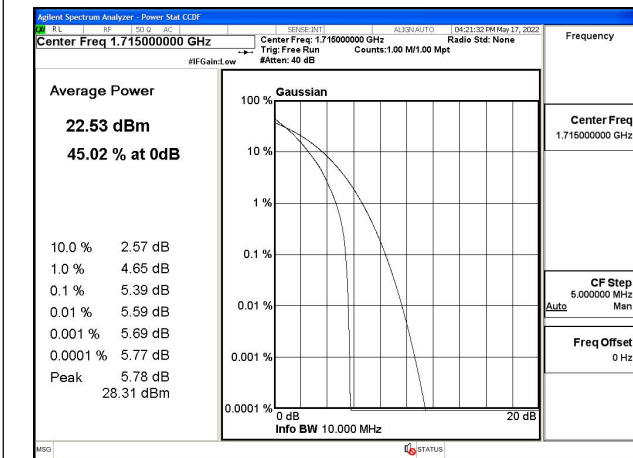 Agilent Spectrum Analyzer - Power Stat CCDF
RL RF 50 Ω AC SENSE:INT ALIGN AUTO 04:21:32 PM May 17, 2022
Center Freq 1.715000000 GHz
Center Freq: 1.715000000 GHz Radio Std: None
Trig: Free Run Counts:1.00 M/1.00 Mpt
#IFGain:Low #Atten: 40 dB
Frequency
Average Power
22.53 dBm
45.02 % at 0dB
10.0 % 2.57 dB
1.0 % 4.65 dB
0.1 % 5.39 dB
0.01 % 5.59 dB
0.001 % 5.69 dB
0.0001 % 5.77 dB
Peak 5.78 dB
28.31 dBm
Gaussian
100 %
10 %
1 %
0.1 %
0.01 %
0.001 %
0.0001 %
0 dB 20 dB
Info BW 10.000 MHz
Center Freq
1.715000000 GHz
CF Step
5.000000 MHz
Auto Man
Freq Offset
0 Hz
MSG STATUS